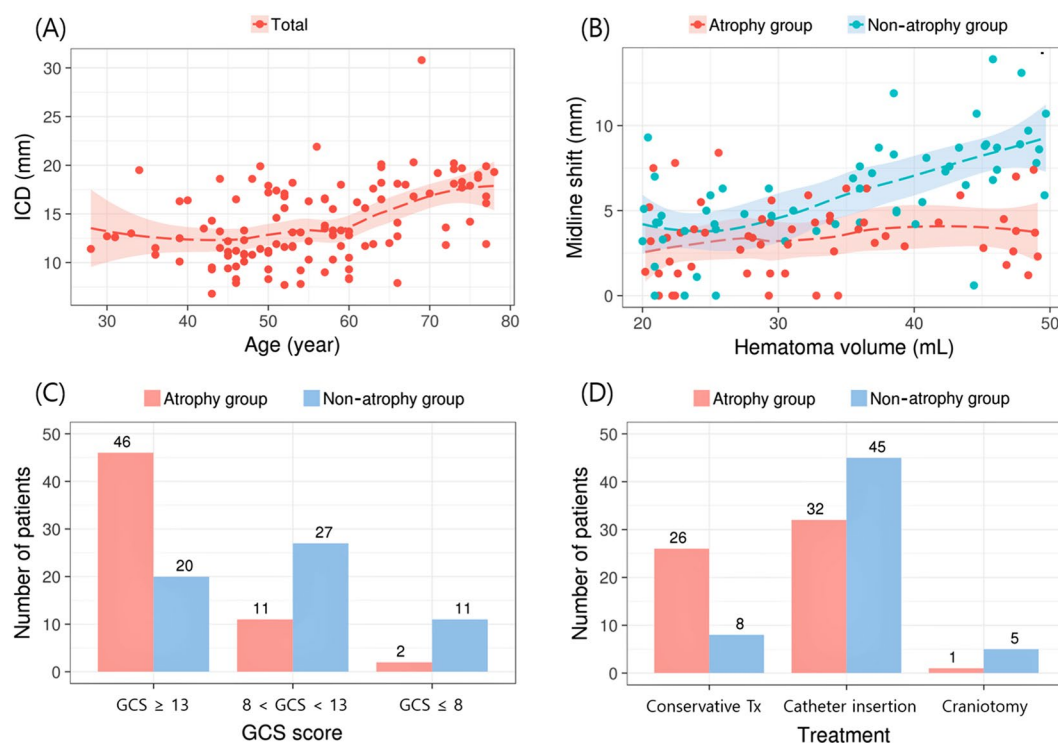 (A)
Total
ICD (mm)
30
25
20
15
10
30 40 50 60 70 80
Age (year)
(B)
Atrophy group Non-atrophy group
Midline shift (mm)
10
5
0
20 30 40 50
Hematoma volume (mL)
(C)
Atrophy group Non-atrophy group
Number of patients
50
40
30
20
10
0
46
20
11
27
2
11
GCS ≥ 13 8 < GCS < 13 GCS ≤ 8
GCS score
(D)
Atrophy group Non-atrophy group
Number of patients
50
40
30
20
10
0
26
8
32
45
1
5
Conservative Tx Catheter insertion Craniotomy
Treatment